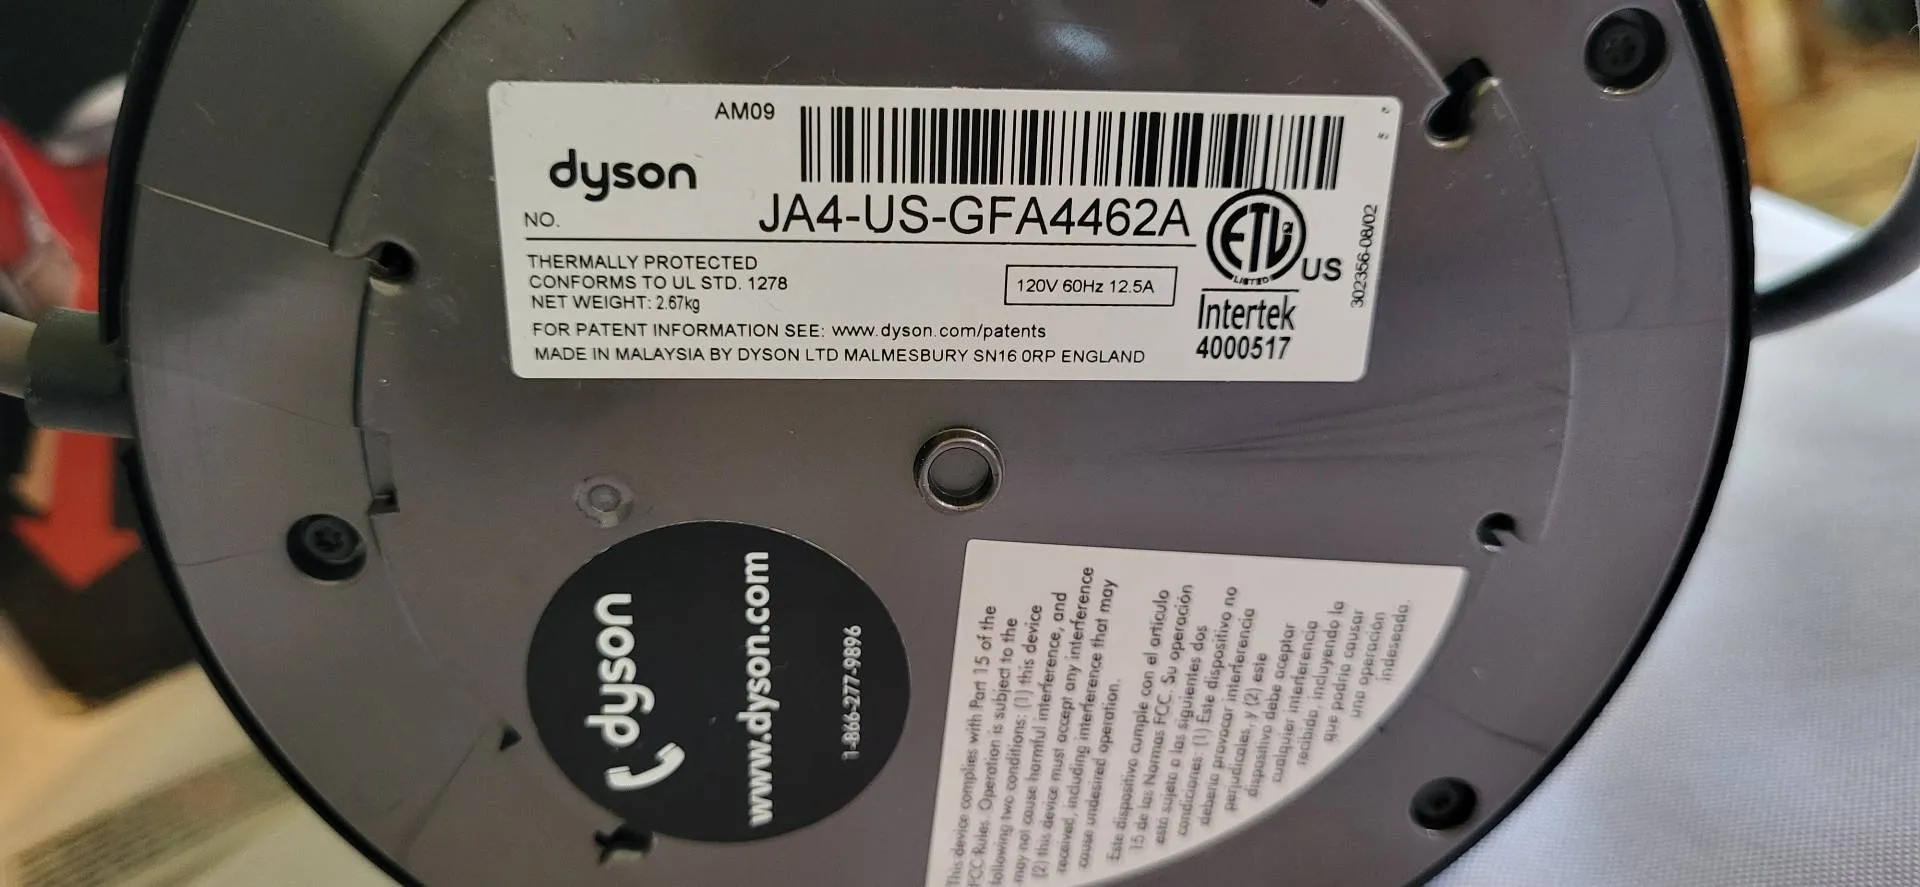 AM09
dyson
NO. JA4-US-GFA4462A
THERMALLY PROTECTED
CONFORMS TO UL STD. 1278
NET WEIGHT: 2.67kg
120V 60Hz 12.5A
FOR PATENT INFORMATION SEE: www.dyson.com/patents
MADE IN MALAYSIA BY DYSON LTD MALMESBURY SN16 0RP ENGLAND
ETL
LISTED
US
Intertek
4000517
302356-08/02
dyson
www.dyson.com
1-866-277-9896
This device complies with Part 15 of the
FCC Rules. Operation is subject to the
following two conditions: (1) this device
may not cause harmful interference, and
(2) this device must accept any interference
received, including interference that may
cause undesired operation.
Este dispositivo cumple con el artículo
15 de las Normas FCC. Su operación
está sujeto a las siguientes dos
condiciones: (1) Este dispositivo no
debería provocar interferencia
perjudicales, y (2) este
dispositivo debe aceptar
cualquier interferencia
recibida, incluyendo la
que podría causar
una operación
indeseada.